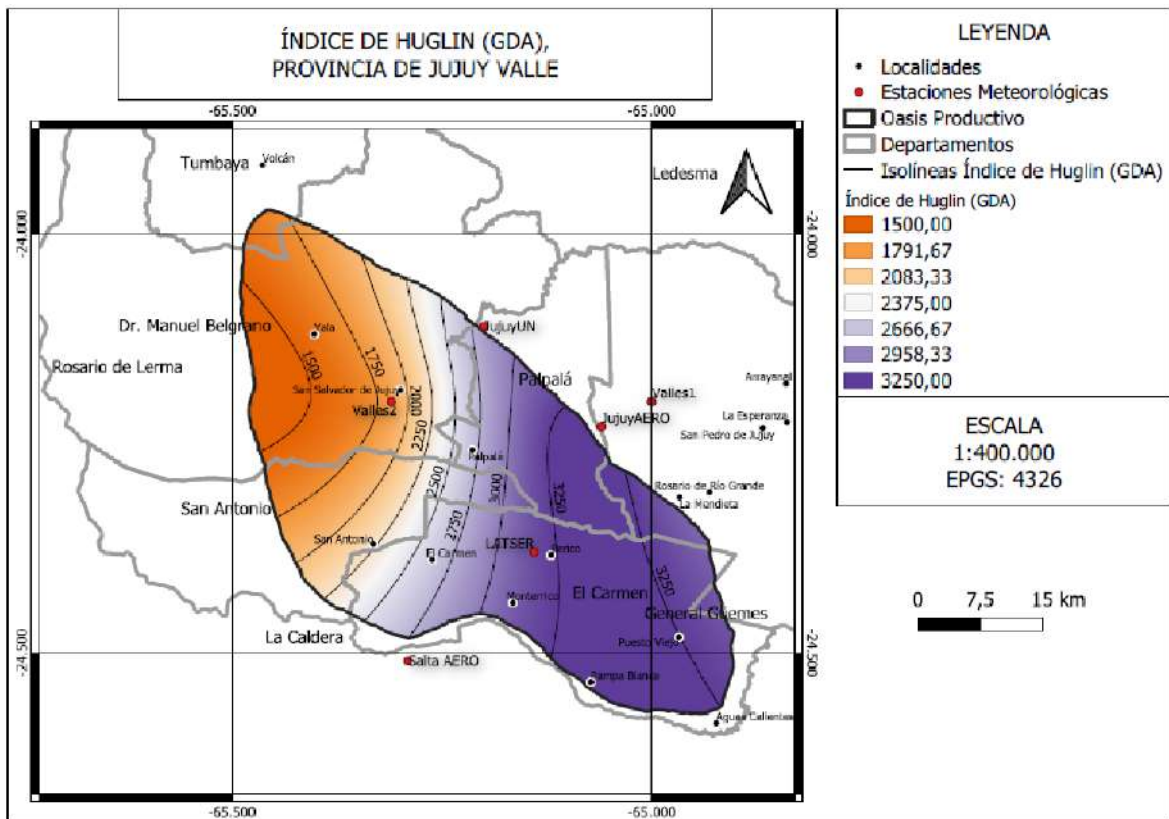 ÍNDICE DE HUGLIN (GDA),
PROVINCIA DE JUJUY VALLE
-65.500
-65.000
-24.000
-24.000
Tumbaya
Volcán
Ledesma
Dr. Manuel Belgrano
Yala
JujuyUN
Rosario de Lerma
1500
1750
San Salvador de Jujuy
Valles2
2000
2250
Palpalá
Valles1
JujuyAERO
Arrayanal
La Esperanza
San Pedro de Jujuy
Palpalá
2500
2750
3000
3250
Rosario de Río Grande
La Mendieta
San Antonio
San Antonio
El Carmen
LATSER
Perico
3250
Monterrico
El Carmen
General Güemes
La Caldera
Puesto Viejo
Salta AERO
Pampa Blanca
Aguas Calientes
-24.500
-24.500
-65.500
-65.000
LEYENDA
Localidades
Estaciones Meteorológicas
Oasis Productivo
Departamentos
Isolíneas Índice de Huglin (GDA)
Índice de Huglin (GDA)
1500,00
1791,67
2083,33
2375,00
2666,67
2958,33
3250,00
ESCALA
1:400.000
EPGS: 4326
0 7,5 15 km